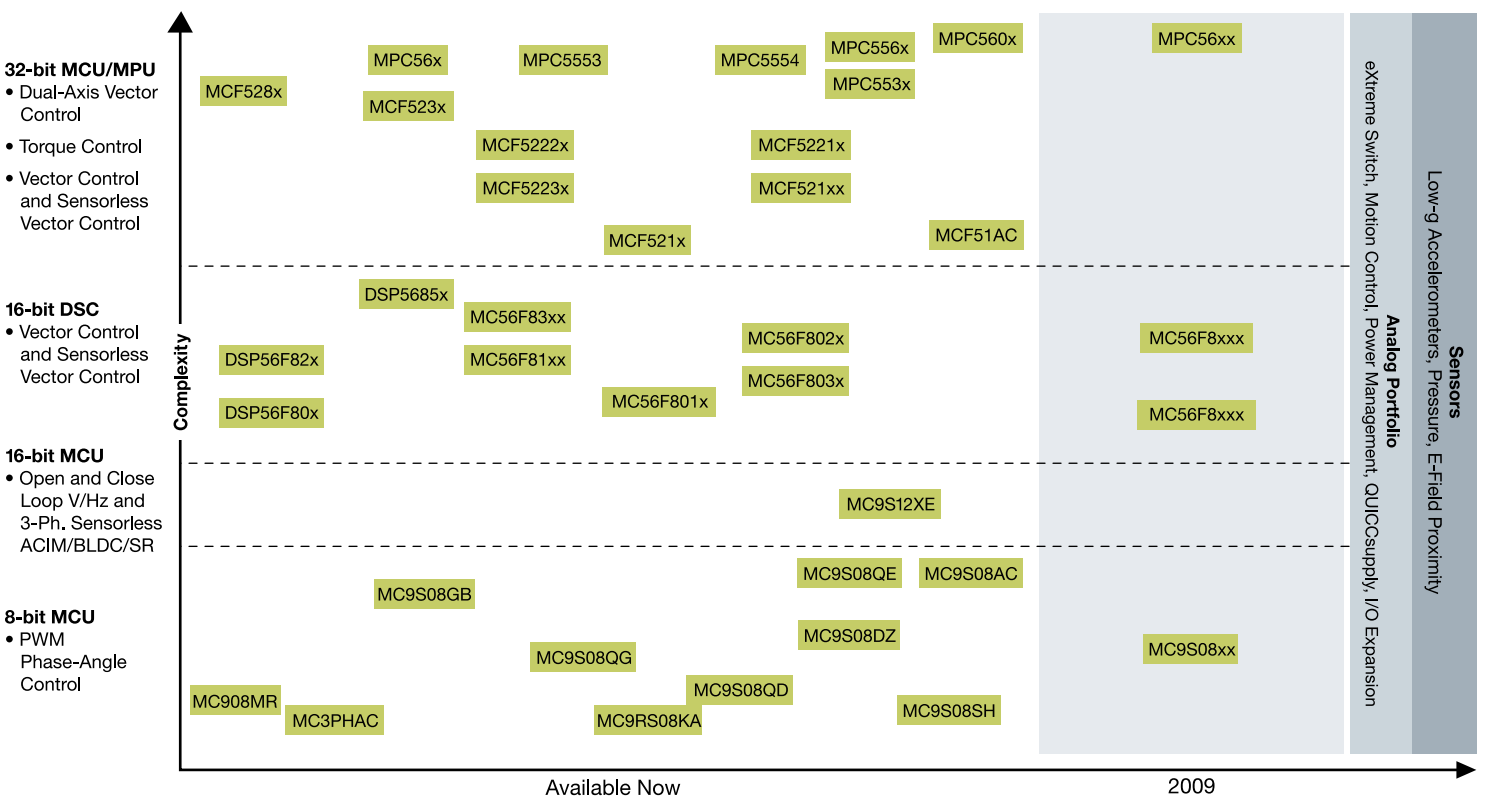 32-bit MCU/MPU
• Dual-Axis Vector
Control
• Torque Control
• Vector Control
and Sensorless
Vector Control
16-bit DSC
• Vector Control
and Sensorless
Vector Control
16-bit MCU
• Open and Close
Loop V/Hz and
3-Ph. Sensorless
ACIM/BLDC/SR
8-bit MCU
• PWM
Phase-Angle
Control
Complexity
MPC560x
MPC56xx
MPC556x
MPC56x
MPC5553
MPC5554
MPC553x
MCF528x
MCF523x
MCF5222x
MCF5221x
MCF5223x
MCF521xx
MCF521x
MCF51AC
DSP5685x
MC56F83xx
MC56F802x
MC56F8xxx
DSP56F82x
MC56F81xx
MC56F803x
MC56F801x
DSP56F80x
MC56F8xxx
MC9S12XE
MC9S08QE
MC9S08AC
MC9S08GB
MC9S08DZ
MC9S08QG
MC9S08xx
MC9S08QD
MC908MR
MC3PHAC
MC9RS08KA
MC9S08SH
Available Now
2009
Analog Portfolio
eXtreme Switch, Motion Control, Power Management, QUICCsupply, I/O Expansion
Sensors
Low-g Accelerometers, Pressure, E-Field Proximity